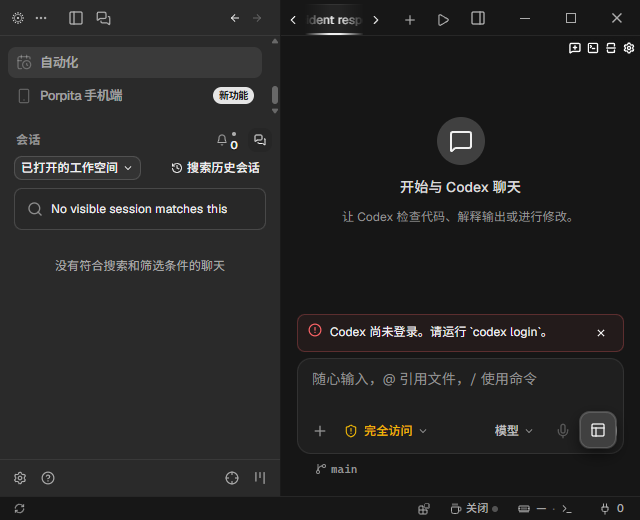 ident resp
自动化
Porpita 手机端
新功能
会话
0
已打开的工作空间
搜索历史会话
No visible session matches this
没有符合搜索和筛选条件的聊天
开始与 Codex 聊天
让 Codex 检查代码、解释输出或进行修改。
Codex 尚未登录。请运行 `codex login`。
随心输入，@ 引用文件，/ 使用命令
完全访问
模型
main
关闭
0